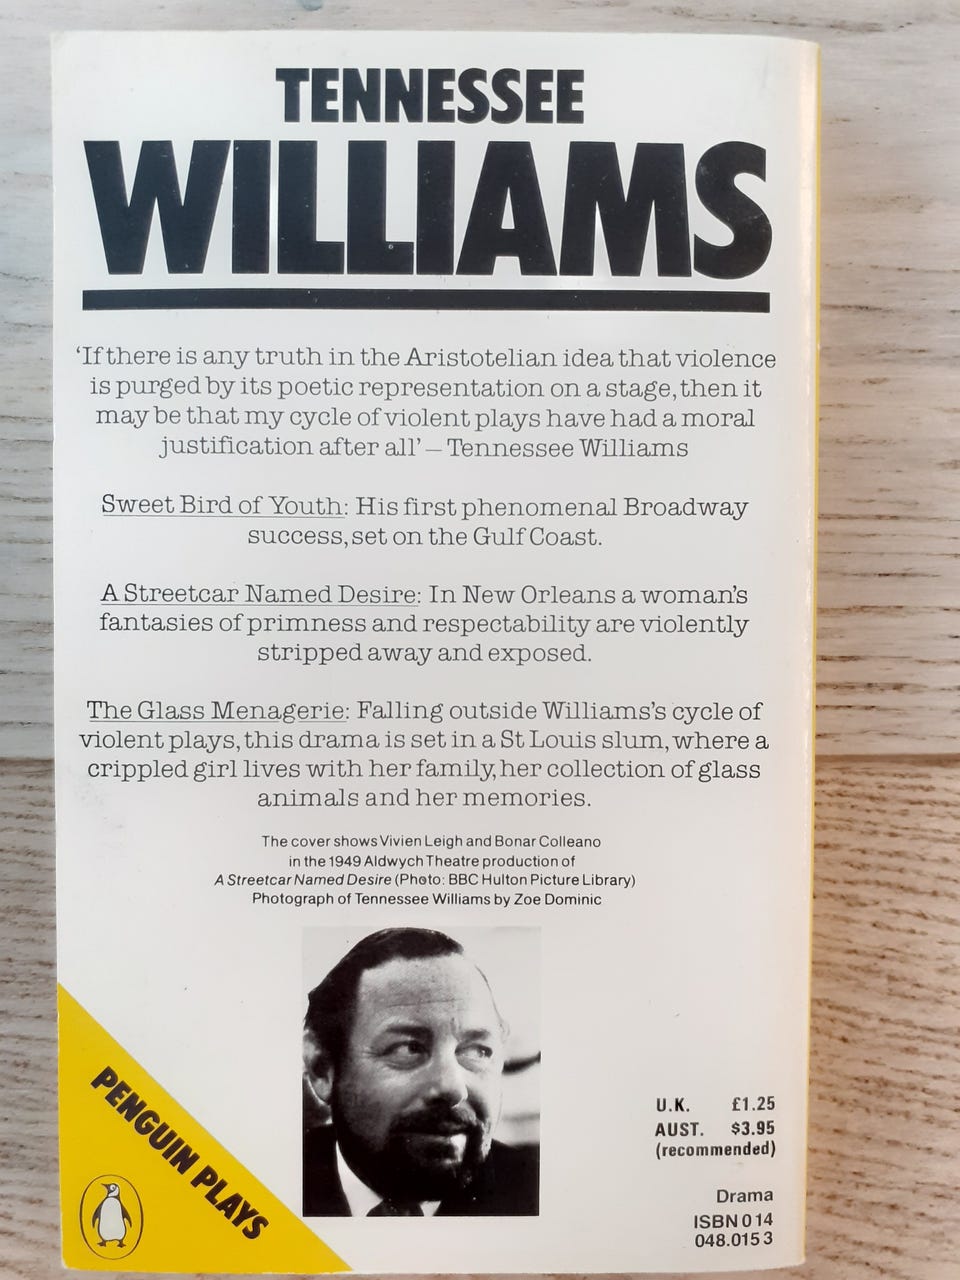 TENNESSEE
WILLIAMS
‘If there is any truth in the Aristotelian idea that violence
is purged by its poetic representation on a stage, then it
may be that my cycle of violent plays have had a moral
justification after all’ – Tennessee Williams
Sweet Bird of Youth: His first phenomenal Broadway
success, set on the Gulf Coast.
A Streetcar Named Desire: In New Orleans a woman's
fantasies of primness and respectability are violently
stripped away and exposed.
The Glass Menagerie: Falling outside Williams's cycle of
violent plays, this drama is set in a St Louis slum, where a
crippled girl lives with her family, her collection of glass
animals and her memories.
The cover shows Vivien Leigh and Bonar Colleano
in the 1949 Aldwych Theatre production of
A Streetcar Named Desire (Photo: BBC Hulton Picture Library)
Photograph of Tennessee Williams by Zoe Dominic
PENGUIN PLAYS
U.K. £1.25
AUST. $3.95
(recommended)
Drama
ISBN 0 14
048.015 3